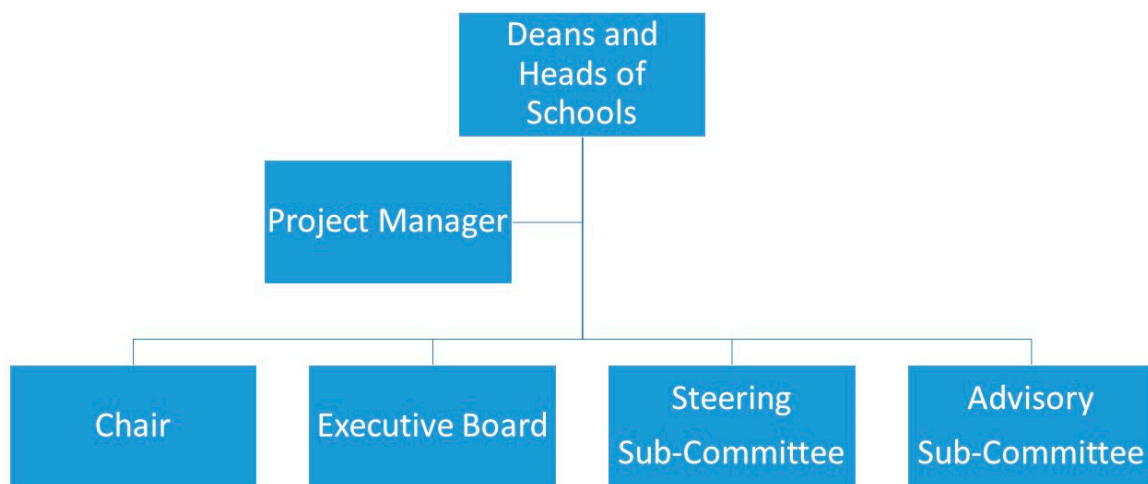 Deans and
Heads of
Schools
Project Manager
Chair
Executive Board
Steering
Sub-Committee
Advisory
Sub-Committee